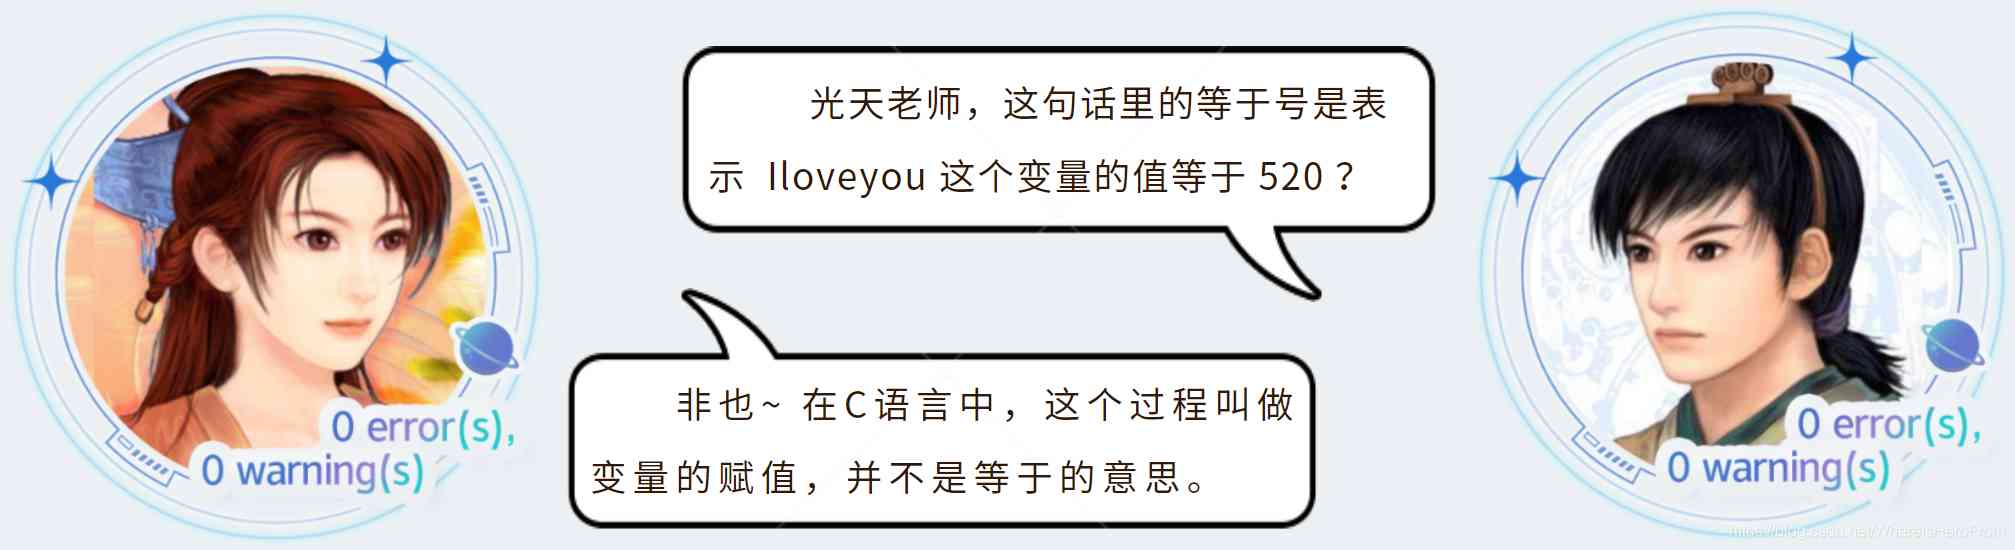 光天老师，这句话里的等于号是表
示 Iloveyou 这个变量的值等于 520？
非也~ 在C语言中，这个过程叫做
变量的赋值，并不是等于的意思。
0 error(s),
0 warning(s)
0 error(s),
0 warning(s)
https://blog.csdn.net/WhereIsHeroFrom